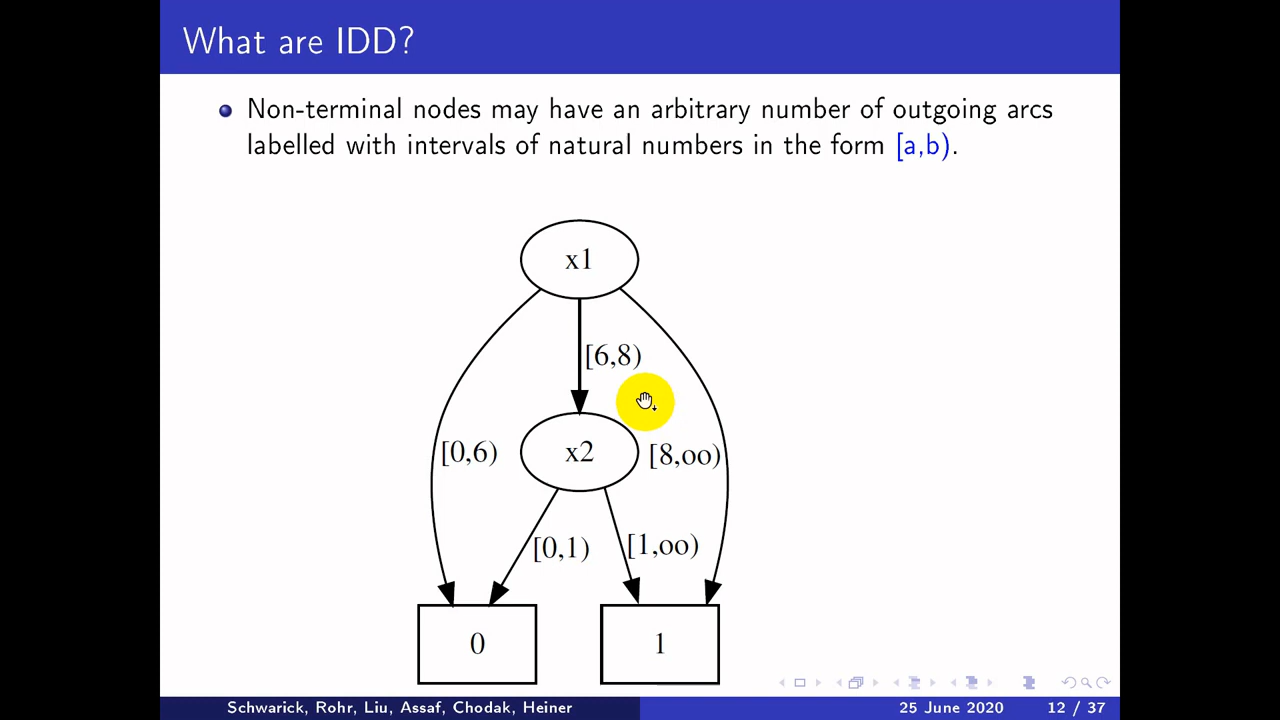 What are IDD?
Non-terminal nodes may have an arbitrary number of outgoing arcs
labelled with intervals of natural numbers in the form [a,b).
x1
[6,8)
[0,6)
x2
[8,oo)
[0,1)
[1,oo)
0
1
Schwarick, Rohr, Liu, Assaf, Chodak, Heiner
25 June 2020
12 / 37